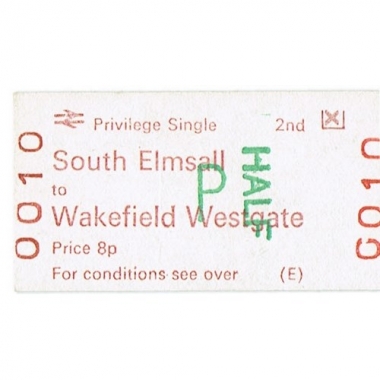 Privilege Single 2nd X
South Elmsall
to
Wakefield Westgate
Price 8p
For conditions see over (E)
P
HALF
0010
0010